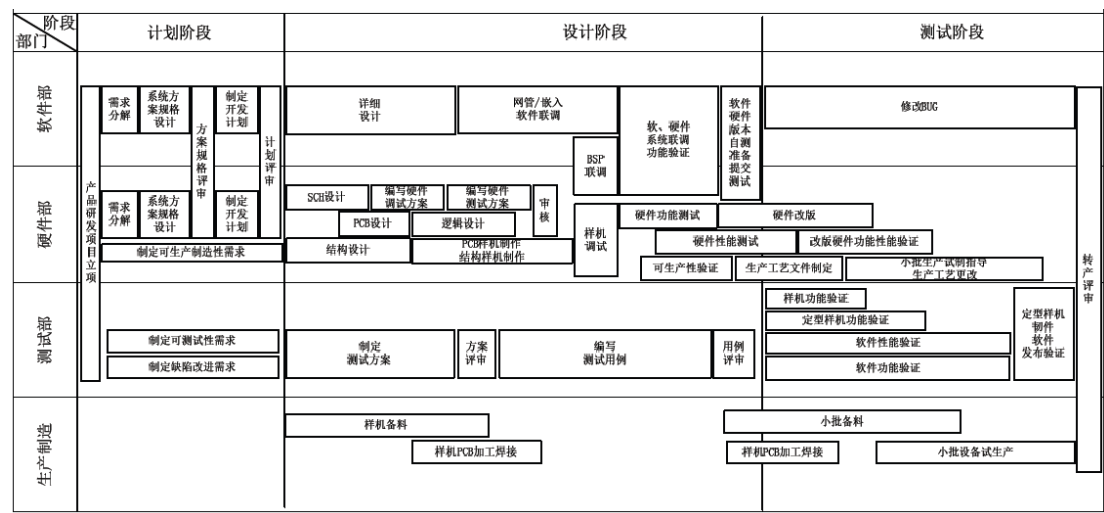 阶段
部门
计划阶段
设计阶段
测试阶段
软件部
产品研发项目立项
需求
分解
系统方
案规格
设计
方案规格评审
制定
开发
计划
计划评审
详细
设计
网管/嵌入
软件联调
BSP
联调
软、硬件
系统联调
功能验证
软件
硬件
版本
自测
准备
提交
测试
修改BUG
转产评审
硬件部
需求
分解
系统方
案规格
设计
制定
开发
计划
制定可生产制造性需求
SCH设计
编写硬件
调试方案
编写硬件
测试方案
审核
PCB设计
逻辑设计
结构设计
PCB样机制作
结构样机制作
样机
调试
硬件功能测试
硬件改版
硬件性能测试
改版硬件功能性能验证
可生产性验证
生产工艺文件制定
小批生产试制指导
生产工艺更改
测试部
制定可测试性需求
制定缺陷改进需求
制定
测试方案
方案
评审
编写
测试用例
用例
评审
样机功能验证
定型样机功能验证
软件性能验证
软件功能验证
定型样机
韧件
软件
发布验证
生产制造
样机备料
样机PCB加工焊接
小批备料
样机PCB加工焊接
小批设备试生产